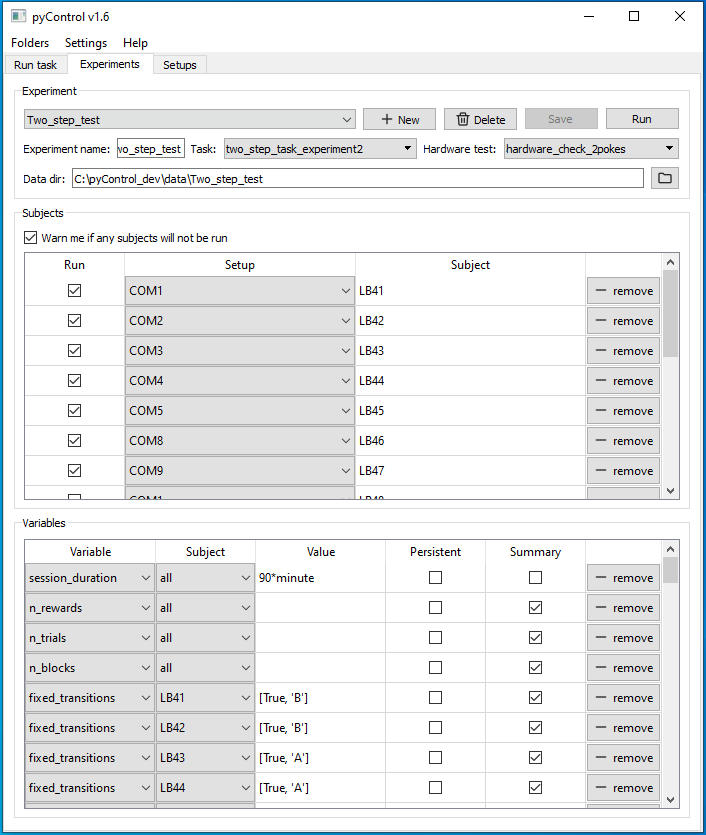 pyControl v1.6
Folders Settings Help
Run task Experiments Setups
Experiment
Two_step_test New Delete Save Run
Experiment name: vo_step_test Task: two_step_task_experiment2 Hardware test: hardware_check_2pokes
Data dir: C:\pyControl_dev\data\Two_step_test
Subjects
Warn me if any subjects will not be run
Run Setup Subject
COM1 LB41 remove
COM2 LB42 remove
COM3 LB43 remove
COM4 LB44 remove
COM5 LB45 remove
COM8 LB46 remove
COM9 LB47 remove
Variables
Variable Subject Value Persistent Summary
session_duration all 90*minute remove
n_rewards all remove
n_trials all remove
n_blocks all remove
fixed_transitions LB41 [True, 'B'] remove
fixed_transitions LB42 [True, 'B'] remove
fixed_transitions LB43 [True, 'A'] remove
fixed_transitions LB44 [True, 'A'] remove